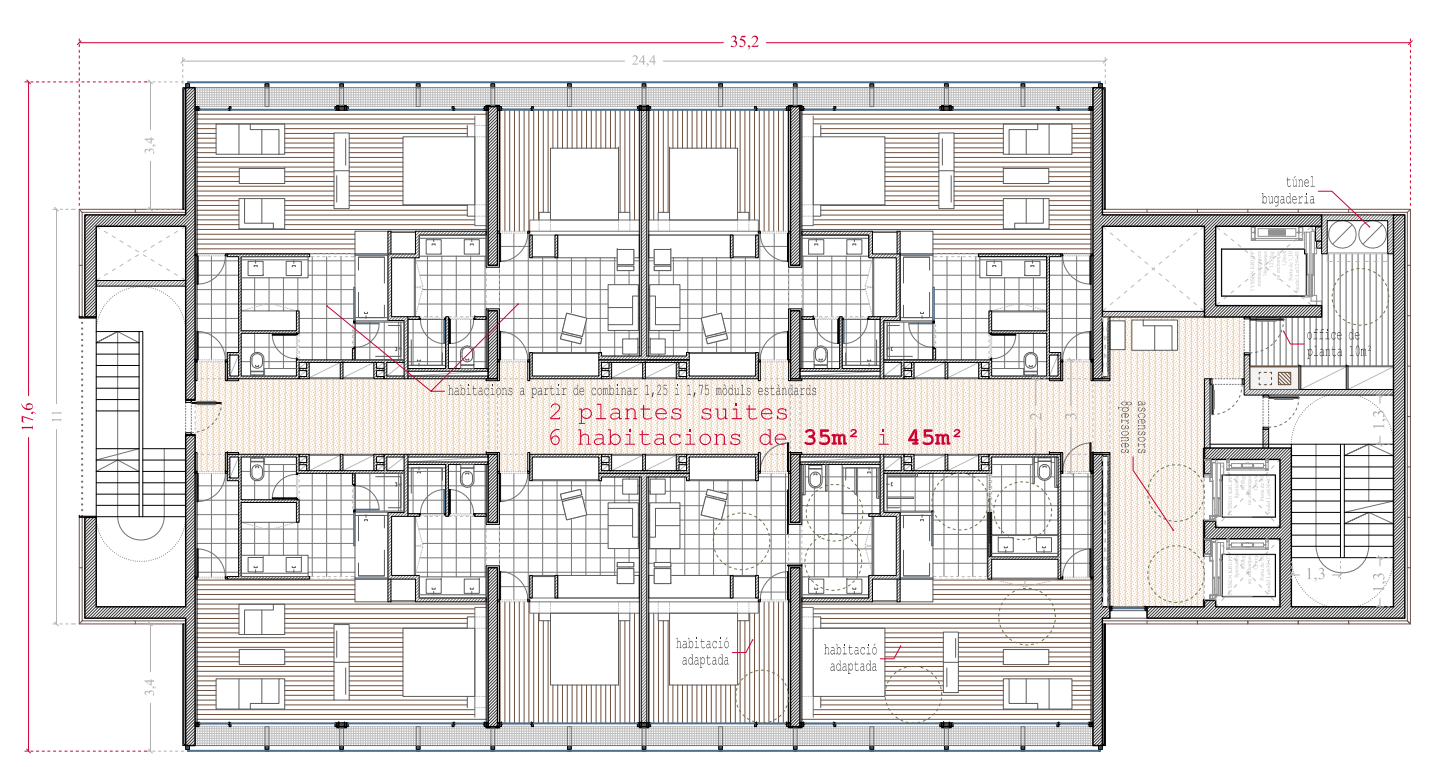 35,2
24,4
3,4
túnel
bugaderia
17,6
11
office de
planta 10m²
habitacions a partir de combinar 1,25 i 1,75 mòduls estàndards
2 plantes suites
6 habitacions de 35m² i 45m²
2
3
ascensors
8persones
1,3
1,3
1,3
habitació
adaptada
habitació
adaptada
3,4